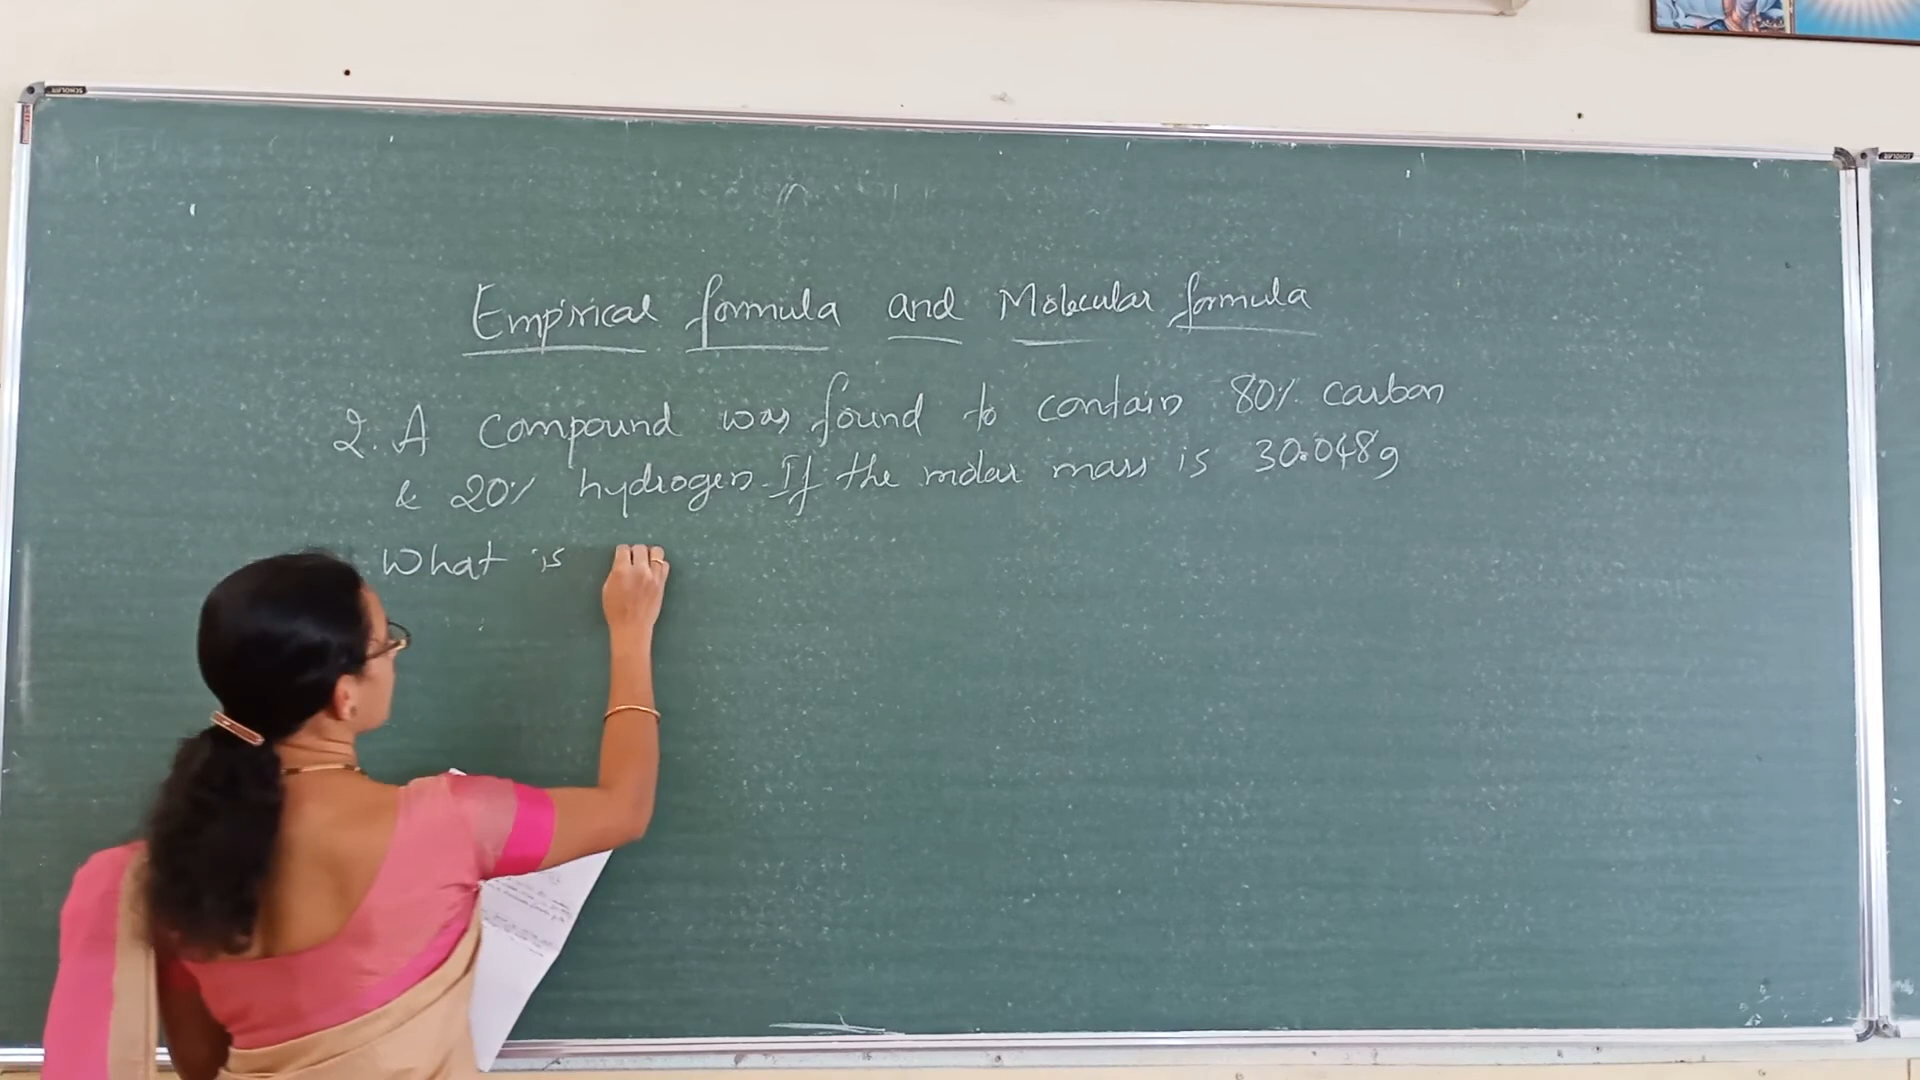 Empirical formula and Molecular formula
2. A compound was found to contain 80% carbon
& 20% hydrogen. If the molar mass is 30.048g
What is